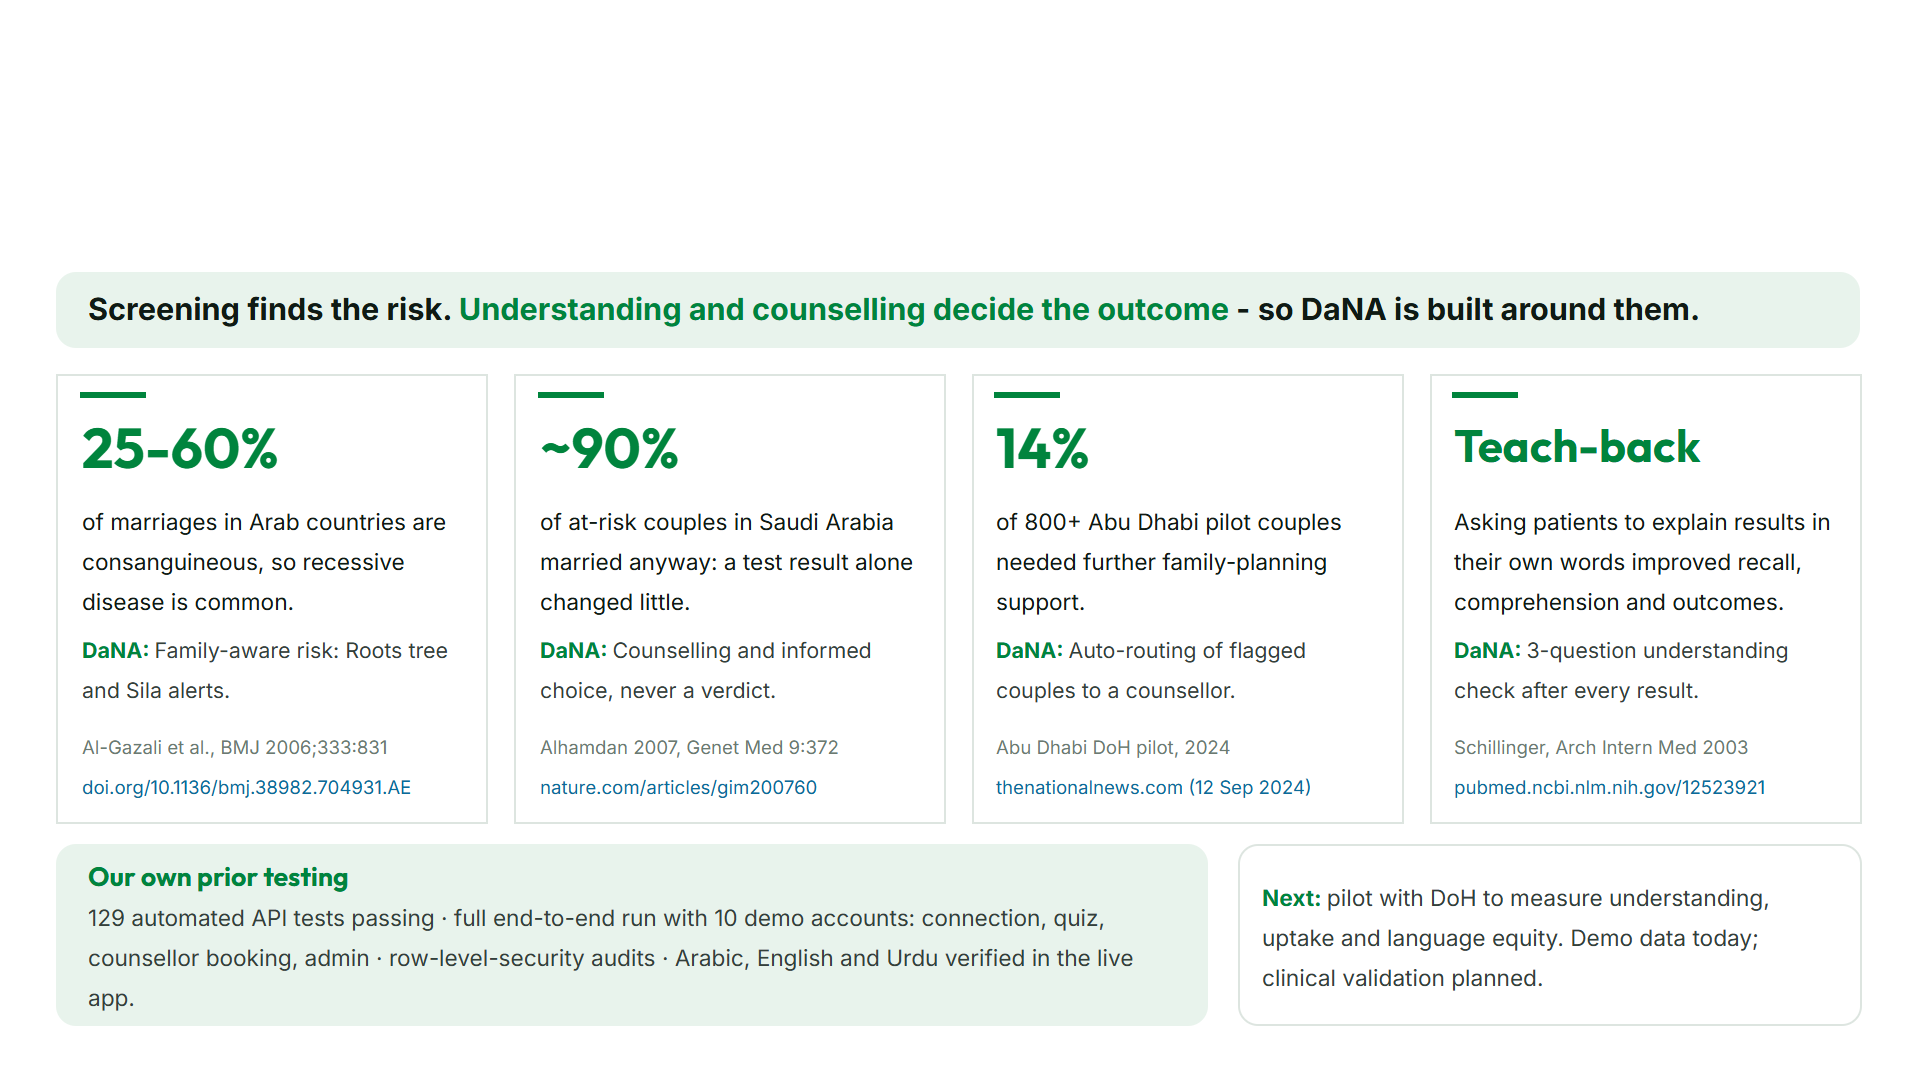 Screening finds the risk. Understanding and counselling decide the outcome - so DaNA is built around them.
25-60%
of marriages in Arab countries are
consanguineous, so recessive
disease is common.
DaNA: Family-aware risk: Roots tree
and Sila alerts.
Al-Gazali et al., BMJ 2006;333:831
doi.org/10.1136/bmj.38982.704931.AE
~90%
of at-risk couples in Saudi Arabia
married anyway: a test result alone
changed little.
DaNA: Counselling and informed
choice, never a verdict.
Alhamdan 2007, Genet Med 9:372
nature.com/articles/gim200760
14%
of 800+ Abu Dhabi pilot couples
needed further family-planning
support.
DaNA: Auto-routing of flagged
couples to a counsellor.
Abu Dhabi DoH pilot, 2024
thenationalnews.com (12 Sep 2024)
Teach-back
Asking patients to explain results in
their own words improved recall,
comprehension and outcomes.
DaNA: 3-question understanding
check after every result.
Schillinger, Arch Intern Med 2003
pubmed.ncbi.nlm.nih.gov/12523921
Our own prior testing
129 automated API tests passing · full end-to-end run with 10 demo accounts: connection, quiz,
counsellor booking, admin · row-level-security audits · Arabic, English and Urdu verified in the live
app.
Next: pilot with DoH to measure understanding,
uptake and language equity. Demo data today;
clinical validation planned.